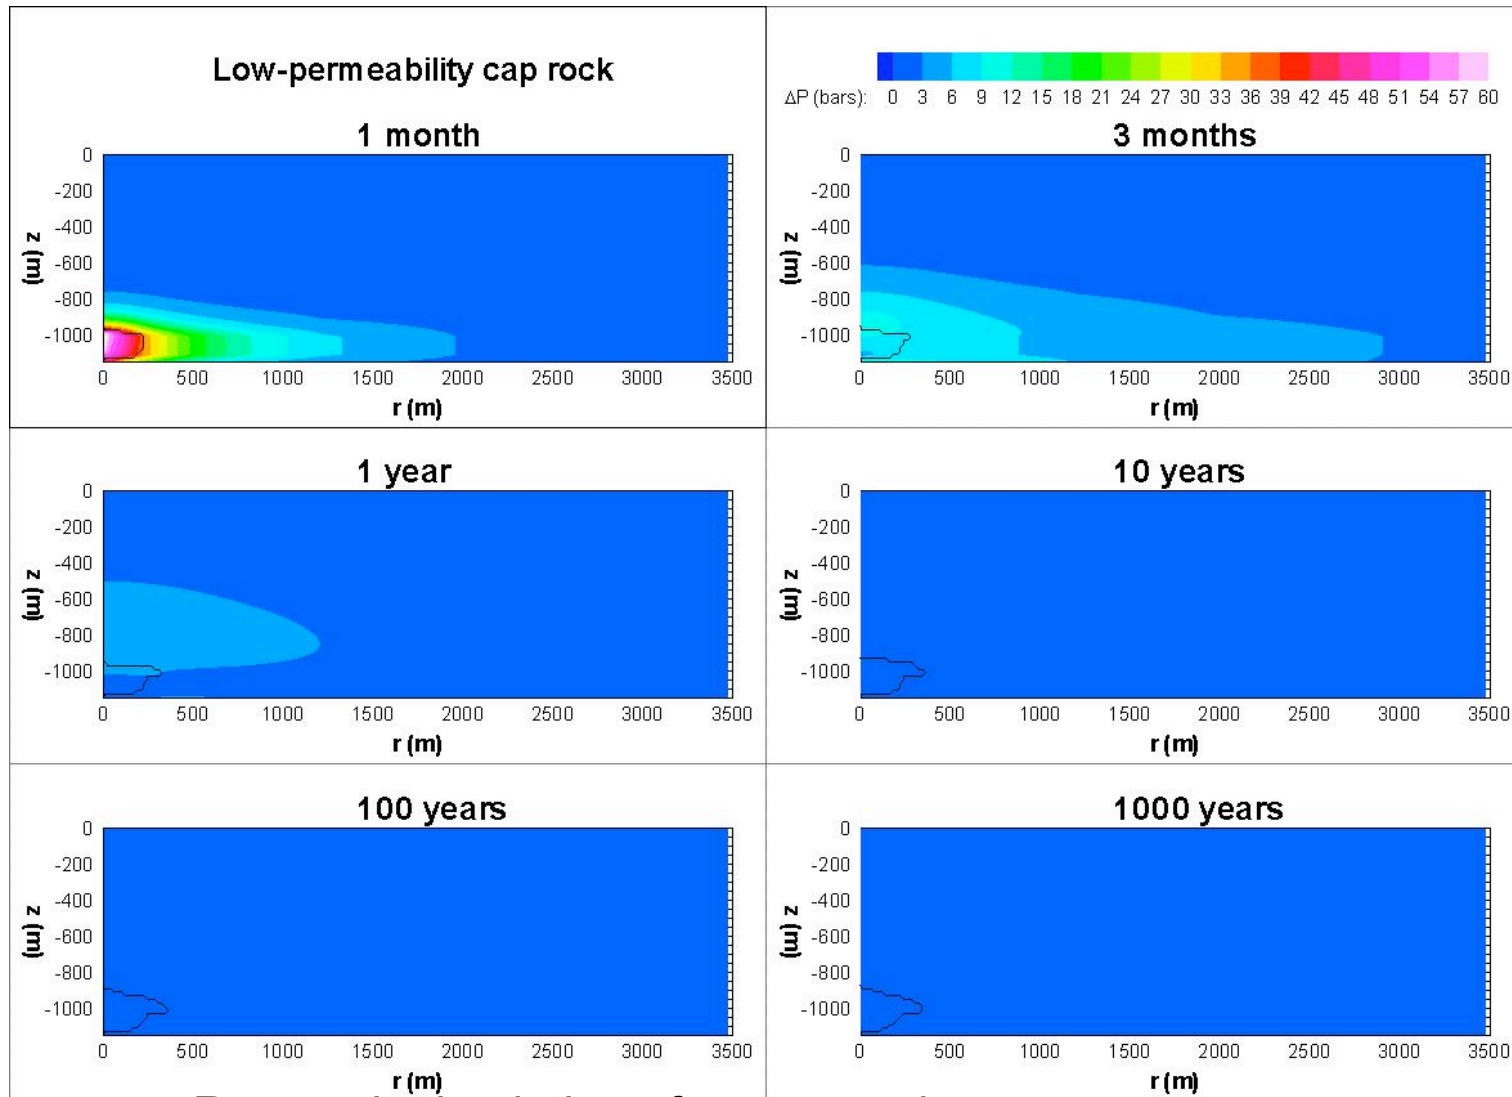 Low-permeability cap rock
ΔP (bars): 0 3 6 9 12 15 18 21 24 27 30 33 36 39 42 45 48 51 54 57 60
1 month
0
-200
-400
-600
-800
-1000
z (m)
0 500 1000 1500 2000 2500 3000 3500
r (m)
3 months
0
-200
-400
-600
-800
-1000
z (m)
0 500 1000 1500 2000 2500 3000 3500
r (m)
1 year
0
-200
-400
-600
-800
-1000
z (m)
0 500 1000 1500 2000 2500 3000 3500
r (m)
10 years
0
-200
-400
-600
-800
-1000
z (m)
0 500 1000 1500 2000 2500 3000 3500
r (m)
100 years
0
-200
-400
-600
-800
-1000
z (m)
0 500 1000 1500 2000 2500 3000 3500
r (m)
1000 years
0
-200
-400
-600
-800
-1000
z (m)
0 500 1000 1500 2000 2500 3000 3500
r (m)